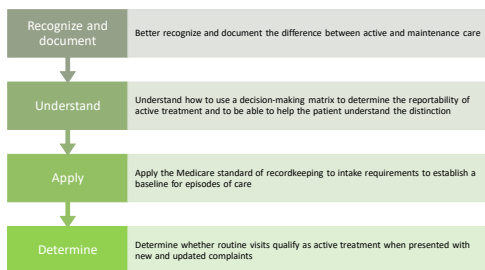 Recognize and
document
Better recognize and document the difference between active and maintenance care
Understand
Understand how to use a decision-making matrix to determine the reportability of
active treatment and to be able to help the patient understand the distinction
Apply
Apply the Medicare standard of recordkeeping to intake requirements to establish a
baseline for episodes of care
Determine
Determine whether routine visits qualify as active treatment when presented with
new and updated complaints